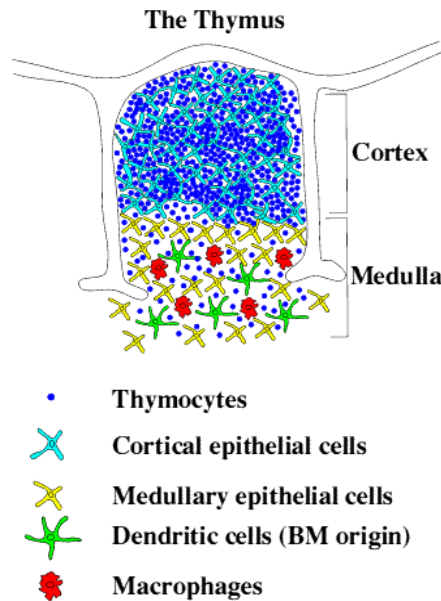 The Thymus
Cortex
Medulla
Thymocytes
Cortical epithelial cells
Medullary epithelial cells
Dendritic cells (BM origin)
Macrophages